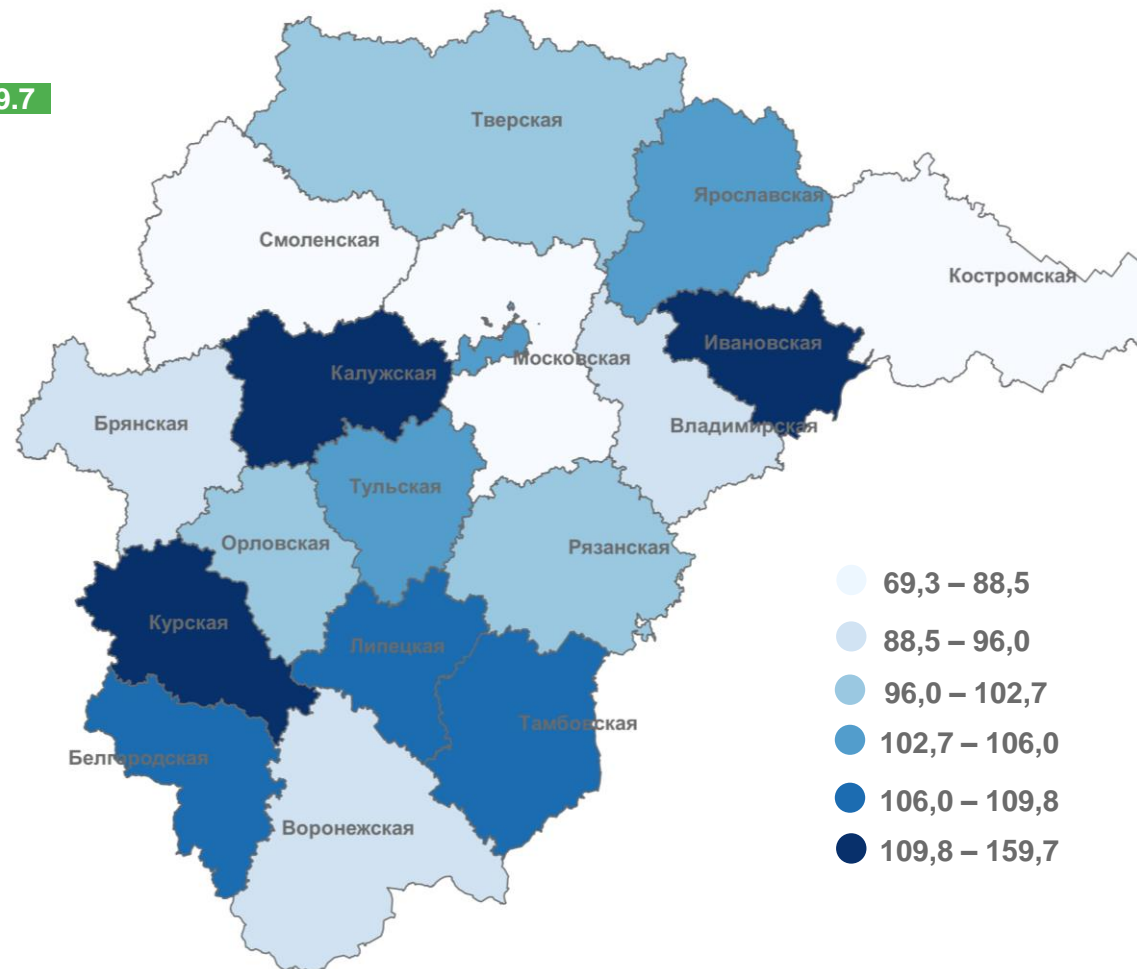 9.7
Тверская
Ярославская
Смоленская
Костромская
Ивановская
Московская
Калужская
Брянская
Владимирская
Тульская
Орловская
Рязанская
Курская
Липецкая
Тамбовская
Белгородская
Воронежская
69,3 – 88,5
88,5 – 96,0
96,0 – 102,7
102,7 – 106,0
106,0 – 109,8
109,8 – 159,7